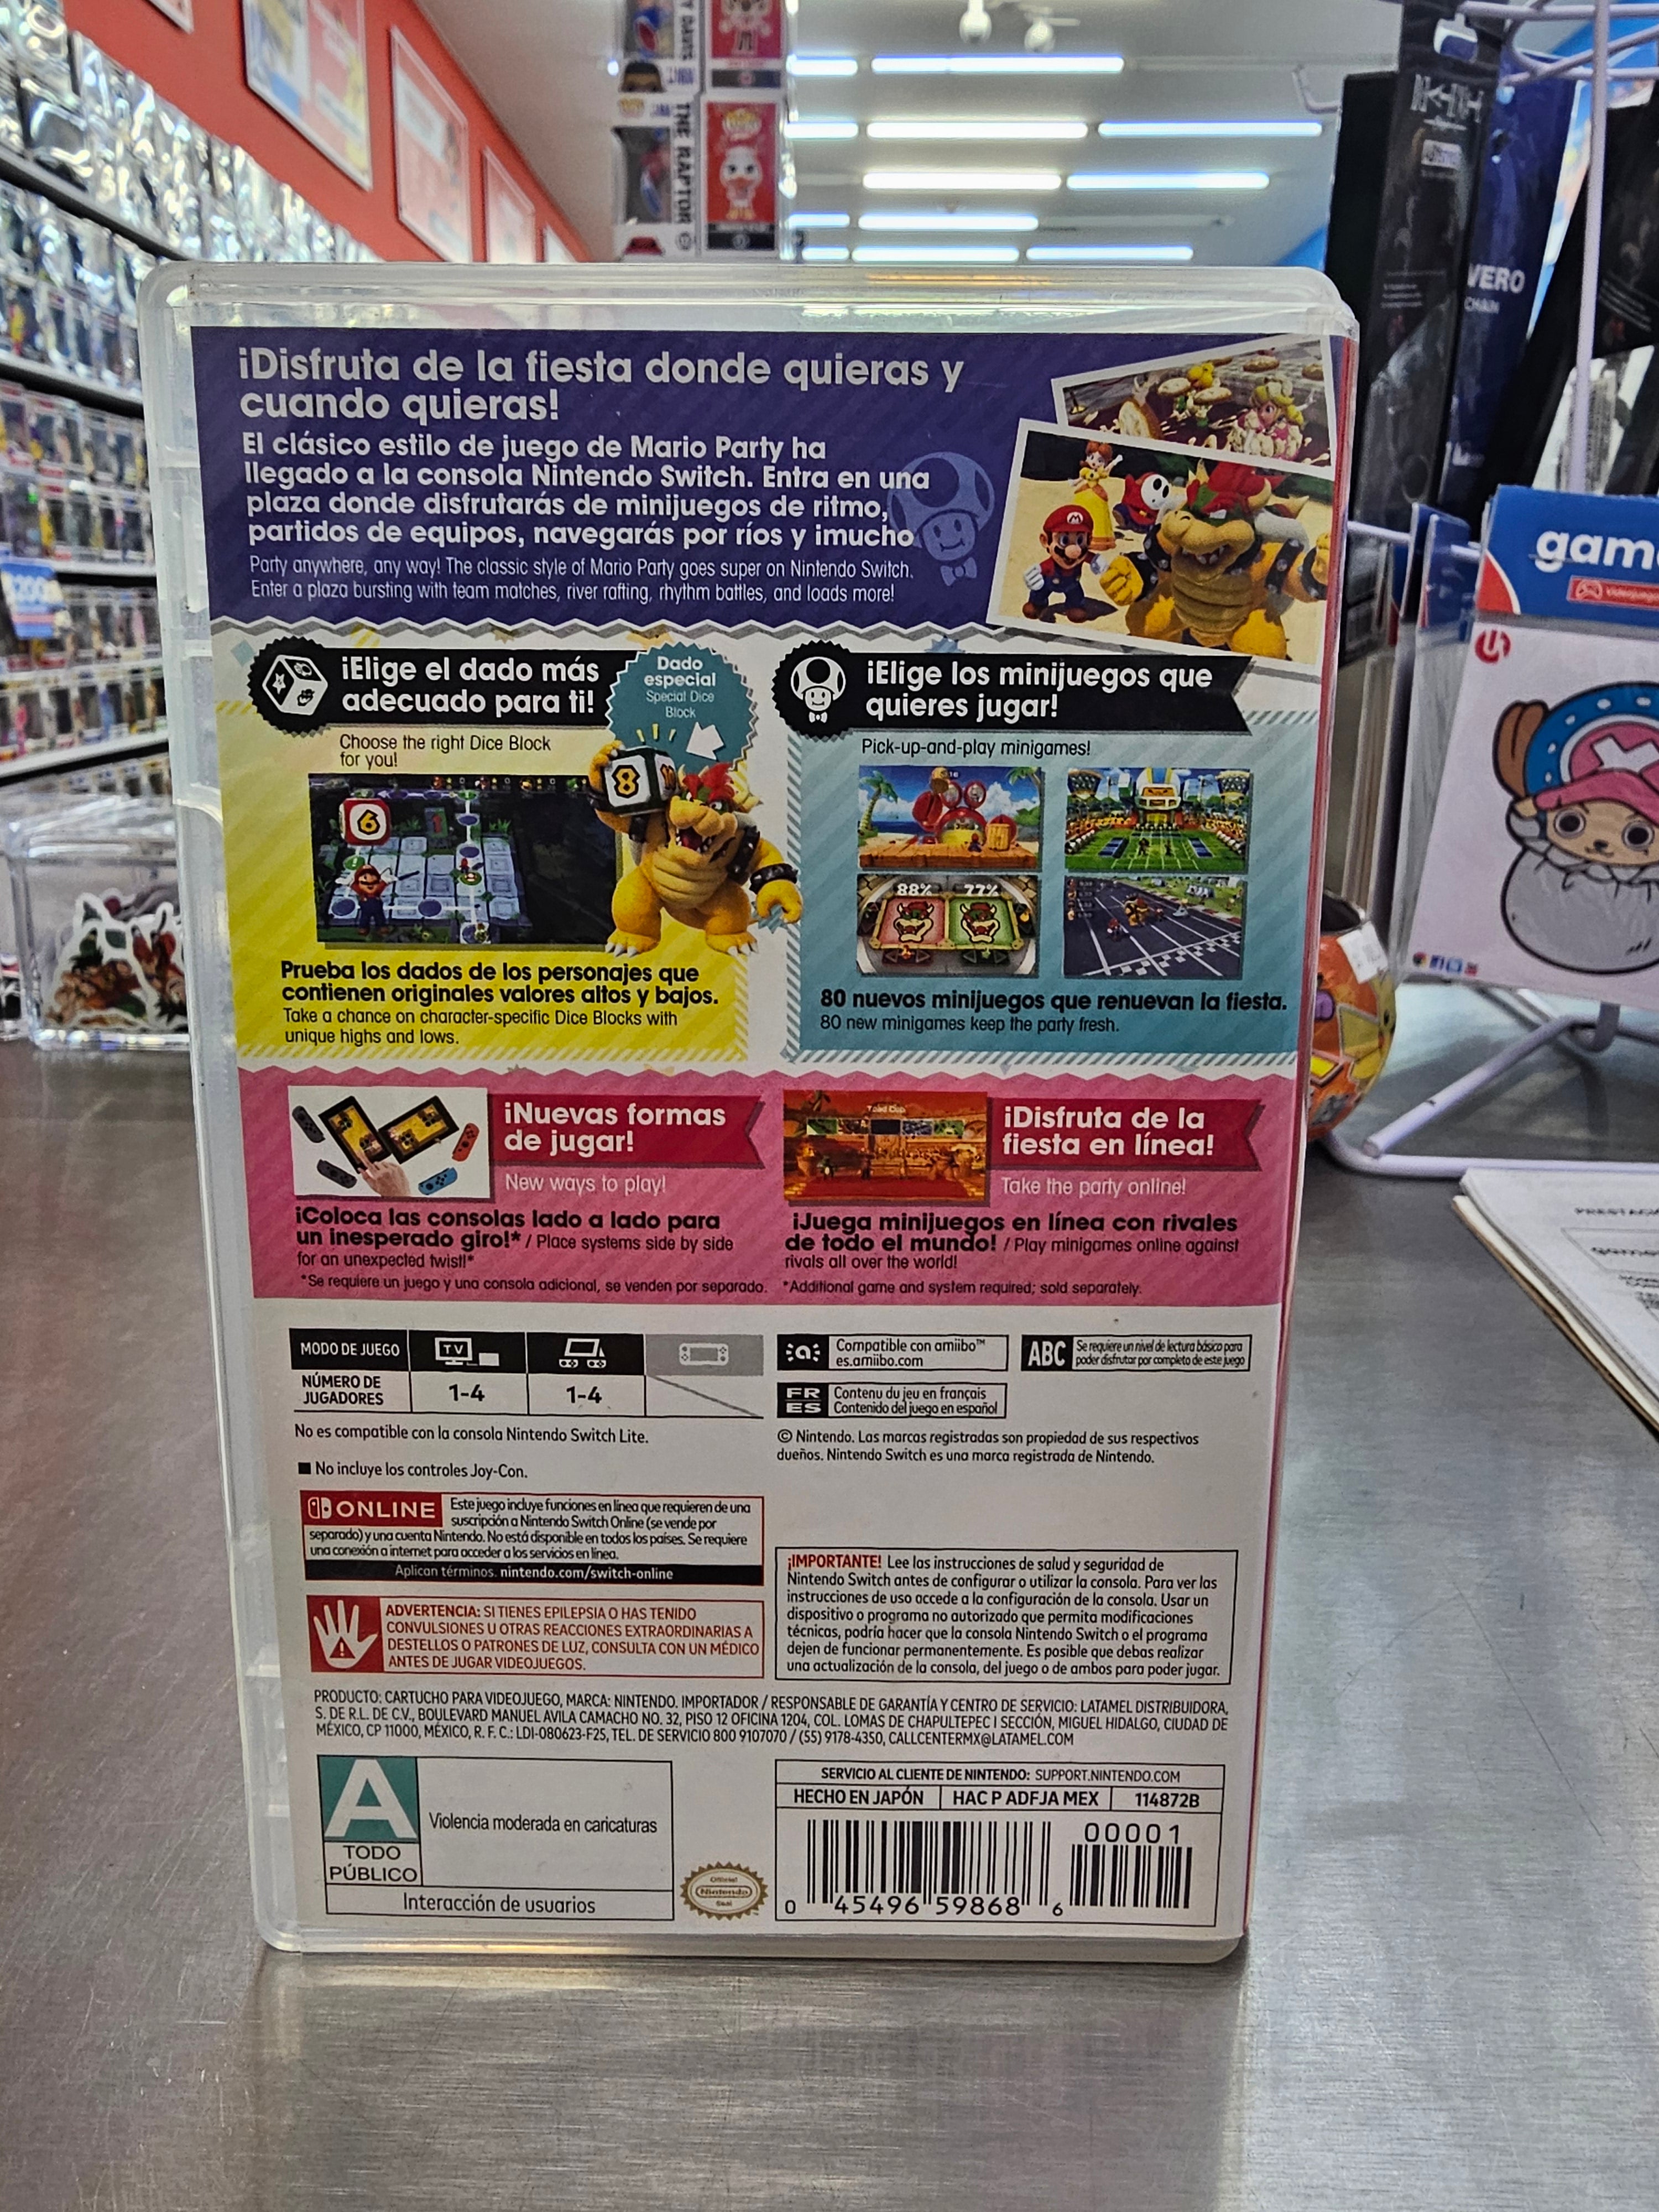 THE RAPTOR
VERO
CHAIN
gam
¡Disfruta de la fiesta donde quieras y
cuando quieras!
El clásico estilo de juego de Mario Party ha
llegado a la consola Nintendo Switch. Entra en una
plaza donde disfrutarás de minijuegos de ritmo,
partidos de equipos, navegarás por ríos y ¡mucho
Party anywhere, any way! The classic style of Mario Party goes super on Nintendo Switch.
Enter a plaza bursting with team matches, river rafting, rhythm battles, and loads more!
¡Elige el dado más
adecuado para ti!
Choose the right Dice Block
for you!
Dado
especial
Special Dice
Block
6
8
10
Prueba los dados de los personajes que
contienen originales valores altos y bajos.
Take a chance on character-specific Dice Blocks with
unique highs and lows.
¡Elige los minijuegos que
quieres jugar!
Pick-up-and-play minigames!
88% 77%
80 nuevos minijuegos que renuevan la fiesta.
80 new minigames keep the party fresh.
¡Nuevas formas
de jugar!
New ways to play!
¡Coloca las consolas lado a lado para
un inesperado giro!* / Place systems side by side
for an unexpected twist!*
Toad Cup
¡Disfruta de la
fiesta en línea!
Take the party online!
¡Juega minijuegos en línea con rivales
de todo el mundo! / Play minigames online against
rivals all over the world!
*Se requiere un juego y una consola adicional, se venden por separado. *Additional game and system required; sold separately.
MODO DE JUEGO TV
NÚMERO DE
JUGADORES 1-4 1-4
No es compatible con la consola Nintendo Switch Lite.
■ No incluye los controles Joy-Con.
Compatible con amiibo™
es.amiibo.com
ABC Se requiere un nivel de lectura básico para
poder disfrutar por completo de este juego
FR Contenu du jeu en français
ES Contenido del juego en español
© Nintendo. Las marcas registradas son propiedad de sus respectivos
dueños. Nintendo Switch es una marca registrada de Nintendo.
ONLINE Este juego incluye funciones en línea que requieren de una
suscripción a Nintendo Switch Online (se vende por
separado) y una cuenta Nintendo. No está disponible en todos los países. Se requiere
una conexión a internet para acceder a los servicios en línea.
Aplican términos. nintendo.com/switch-online
ADVERTENCIA: SI TIENES EPILEPSIA O HAS TENIDO
CONVULSIONES U OTRAS REACCIONES EXTRAORDINARIAS A
DESTELLOS O PATRONES DE LUZ, CONSULTA CON UN MÉDICO
ANTES DE JUGAR VIDEOJUEGOS.
¡IMPORTANTE! Lee las instrucciones de salud y seguridad de
Nintendo Switch antes de configurar o utilizar la consola. Para ver las
instrucciones de uso accede a la configuración de la consola. Usar un
dispositivo o programa no autorizado que permita modificaciones
técnicas, podría hacer que la consola Nintendo Switch o el programa
dejen de funcionar permanentemente. Es posible que debas realizar
una actualización de la consola, del juego o de ambos para poder jugar.
PRODUCTO: CARTUCHO PARA VIDEOJUEGO, MARCA: NINTENDO. IMPORTADOR / RESPONSABLE DE GARANTÍA Y CENTRO DE SERVICIO: LATAMEL DISTRIBUIDORA,
S. DE R.L. DE C.V., BOULEVARD MANUEL AVILA CAMACHO NO. 32, PISO 12 OFICINA 1204, COL. LOMAS DE CHAPULTEPEC I SECCIÓN, MIGUEL HIDALGO, CIUDAD DE
MÉXICO, CP 11000, MÉXICO, R. F. C.: LDI-080623-F25, TEL. DE SERVICIO 800 9107070 / (55) 9178-4350, CALLCENTERMX@LATAMEL.COM
A
TODO
PÚBLICO
Violencia moderada en caricaturas
Interacción de usuarios
Official
Nintendo
Seal
SERVICIO AL CLIENTE DE NINTENDO: SUPPORT.NINTENDO.COM
HECHO EN JAPÓN HAC P ADFJA MEX 114872B
00001
0 45496 59868 6